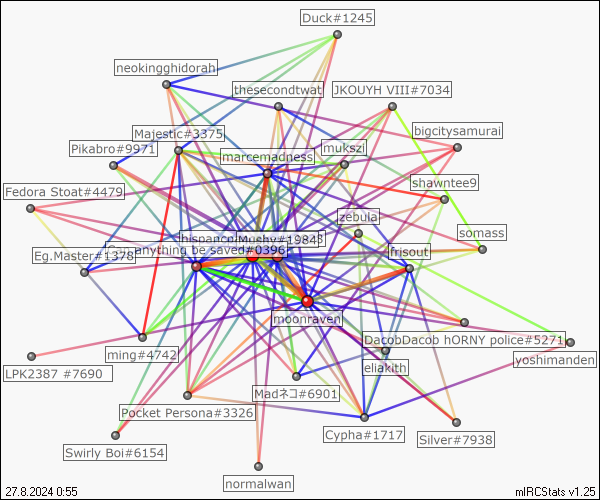 Duck#1245
neokingghidorah
thesecondtwat
JKOUYH VIII#7034
Majestic#3375
bigcitysamurai
Pikabro#9971
mukszi
marcemadness
Fedora Stoat#4479
shawntee9
zebula
hispanch
Mushy#19848
somass
Eg.Master#1378
anything be saved#0396
frisout
moonraven
DacobDacob hORNY police#5271
ming#4742
yoshimanden
LPK2387 #7690
eliakith
Madネコ#6901
Pocket Persona#3326
Cypha#1717
Silver#7938
Swirly Boi#6154
normalwan
27.8.2024 0:55
mIRCStats v1.25